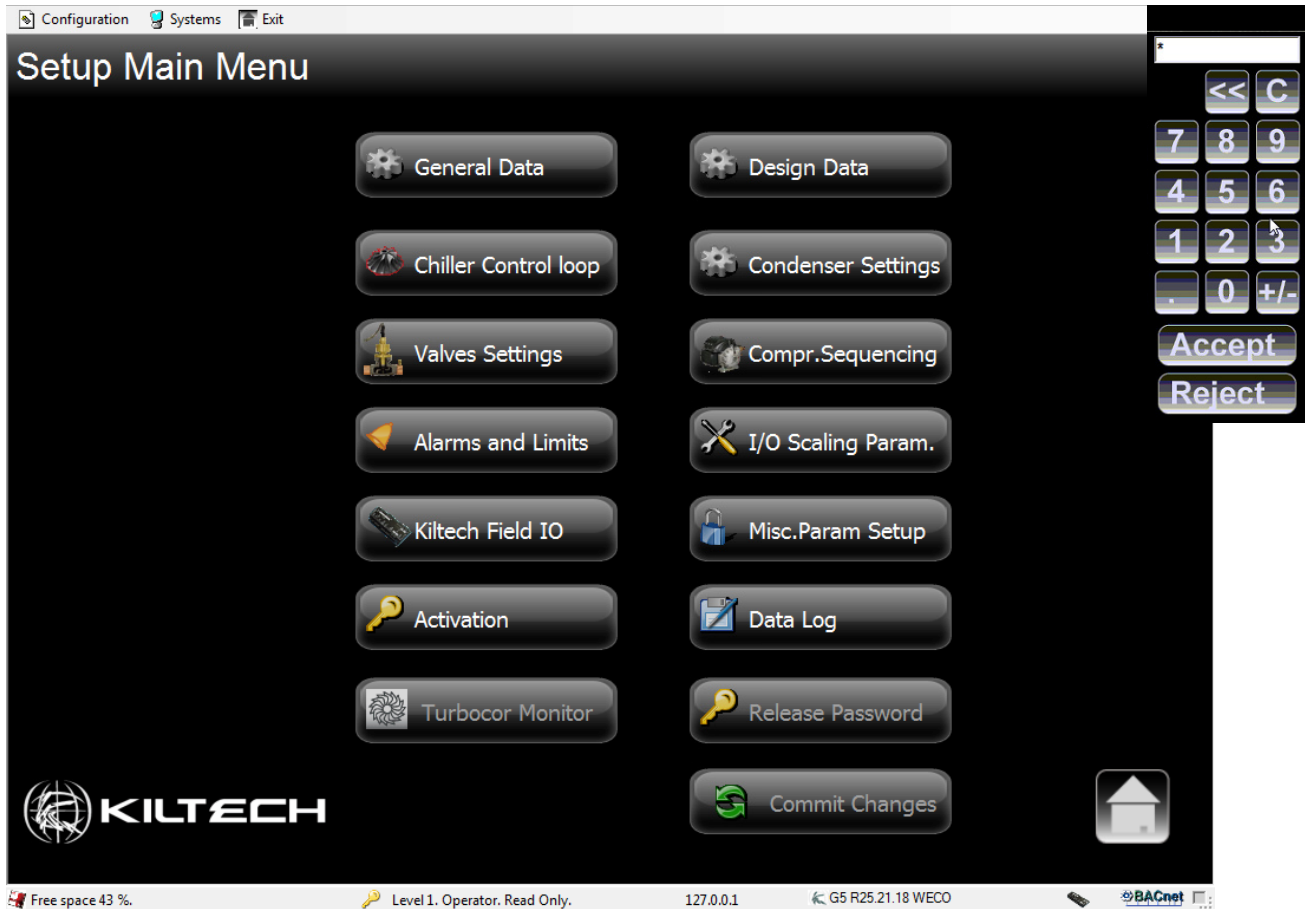 Configuration Systems Exit
Setup Main Menu
*
<< C
7 8 9
4 5 6
1 2 3
. 0 +/-
Accept
Reject
General Data
Design Data
Chiller Control loop
Condenser Settings
Valves Settings
Compr.Sequencing
Alarms and Limits
I/O Scaling Param.
Kiltech Field IO
Misc.Param Setup
Activation
Data Log
Turbocor Monitor
Release Password
Commit Changes
KILTECH
Free space 43 %. Level 1. Operator. Read Only. 127.0.0.1 G5 R25.21.18 WECO BACnet